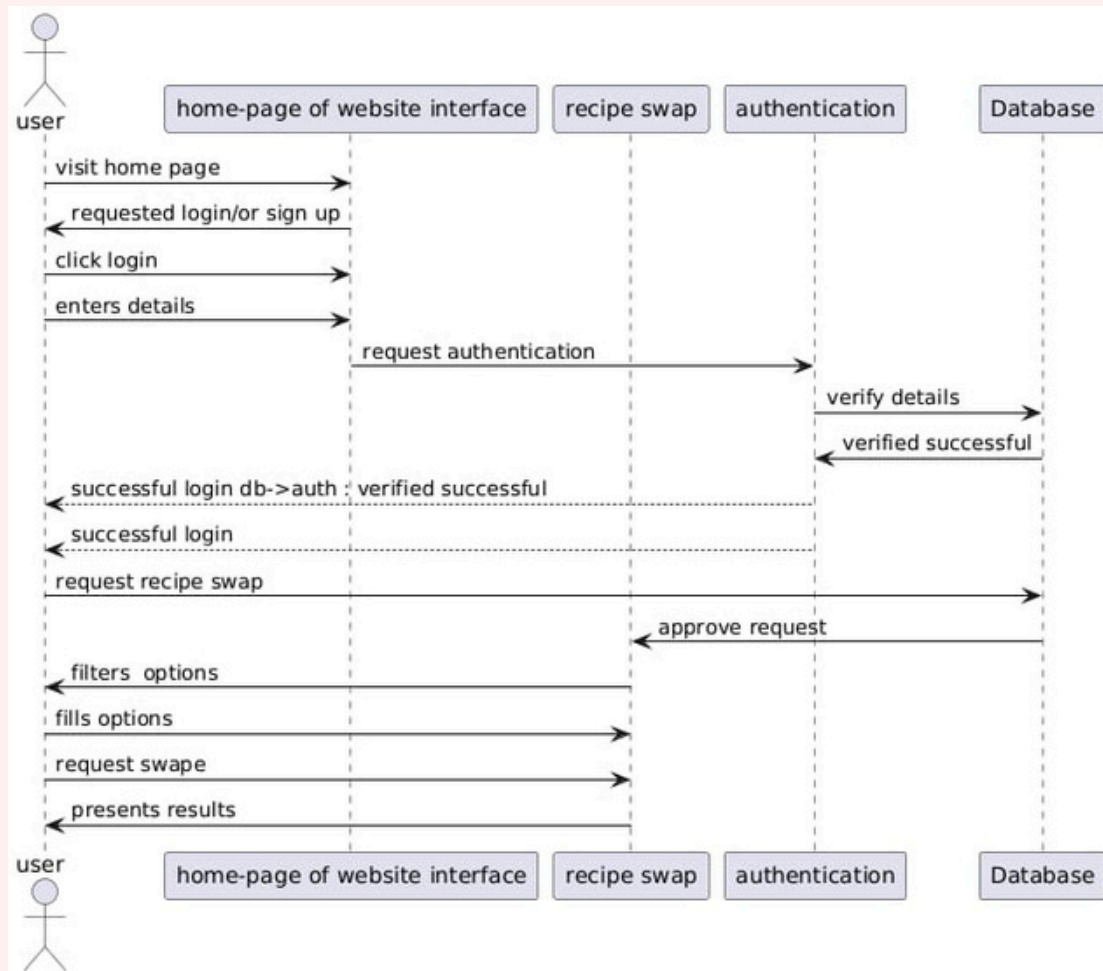 user
home-page of website interface
recipe swap
authentication
Database
visit home page
requested login/or sign up
click login
enters details
request authentication
verify details
verified successful
successful login db->auth : verified successful
successful login
request recipe swap
approve request
filters  options
fills options
request swape
presents results
user
home-page of website interface
recipe swap
authentication
Database